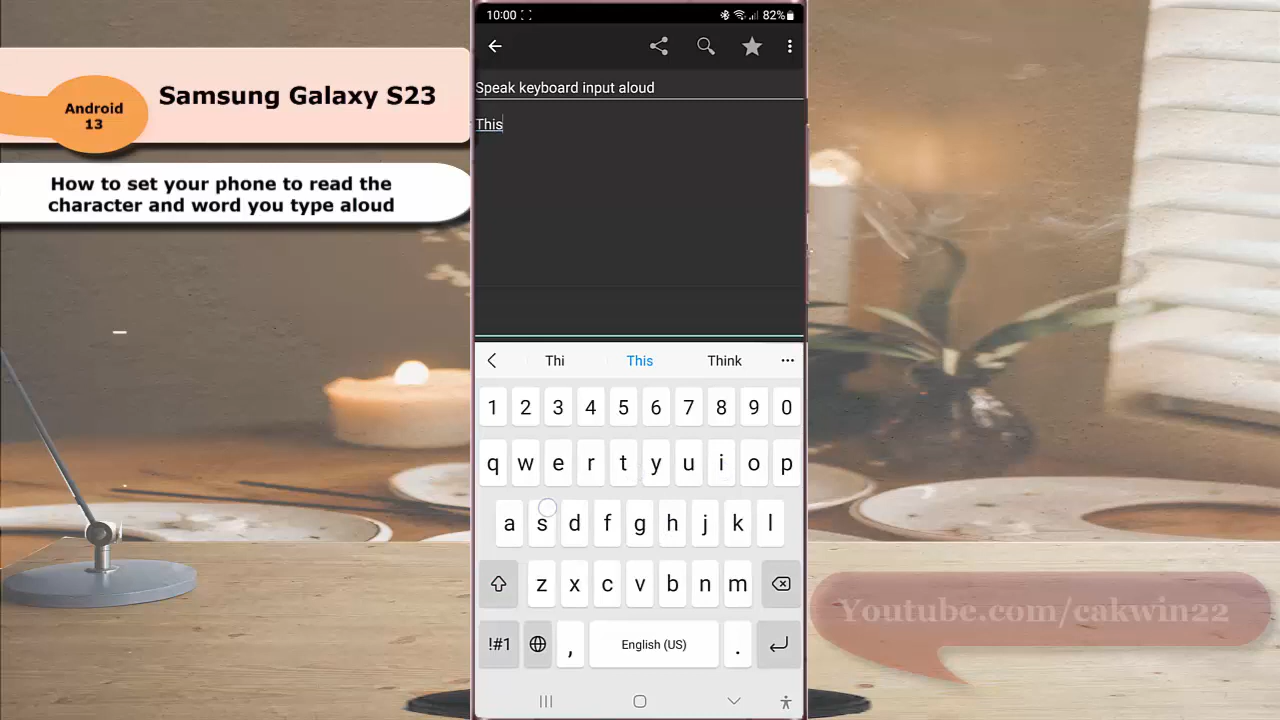 Android
13
Samsung Galaxy S23
How to set your phone to read the
character and word you type aloud
10:00
82%
Speak keyboard input aloud
This
Thi This Think
1 2 3 4 5 6 7 8 9 0
q w e r t y u i o p
a s d f g h j k l
z x c v b n m
!#1 , English (US) .
Youtube.com/cakwin22